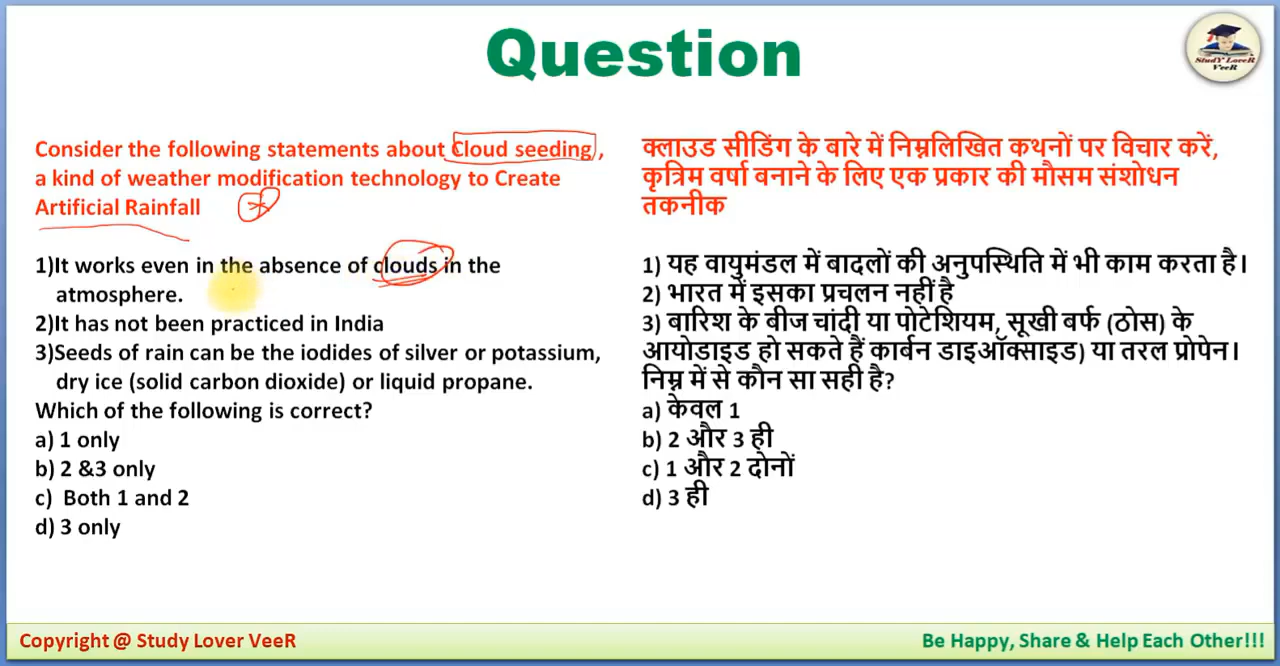 Question
StudY LoveR
VeeR
Consider the following statements about Cloud seeding ,
a kind of weather modification technology to Create
Artificial Rainfall
1)It works even in the absence of clouds in the
atmosphere.
2)It has not been practiced in India
3)Seeds of rain can be the iodides of silver or potassium,
dry ice (solid carbon dioxide) or liquid propane.
Which of the following is correct?
a) 1 only
b) 2 &3 only
c) Both 1 and 2
d) 3 only
क्लाउड सीडिंग के बारे में निम्नलिखित कथनों पर विचार करें,
कृत्रिम वर्षा बनाने के लिए एक प्रकार की मौसम संशोधन
तकनीक
1) यह वायुमंडल में बादलों की अनुपस्थिति में भी काम करता है।
2) भारत में इसका प्रचलन नहीं है
3) बारिश के बीज चांदी या पोटेशियम, सूखी बर्फ (ठोस) के
आयोडाइड हो सकते हैं कार्बन डाइऑक्साइड) या तरल प्रोपेन।
निम्न में से कौन सा सही है?
a) केवल 1
b) 2 और 3 ही
c) 1 और 2 दोनों
d) 3 ही
Copyright @ Study Lover VeeR
Be Happy, Share & Help Each Other!!!